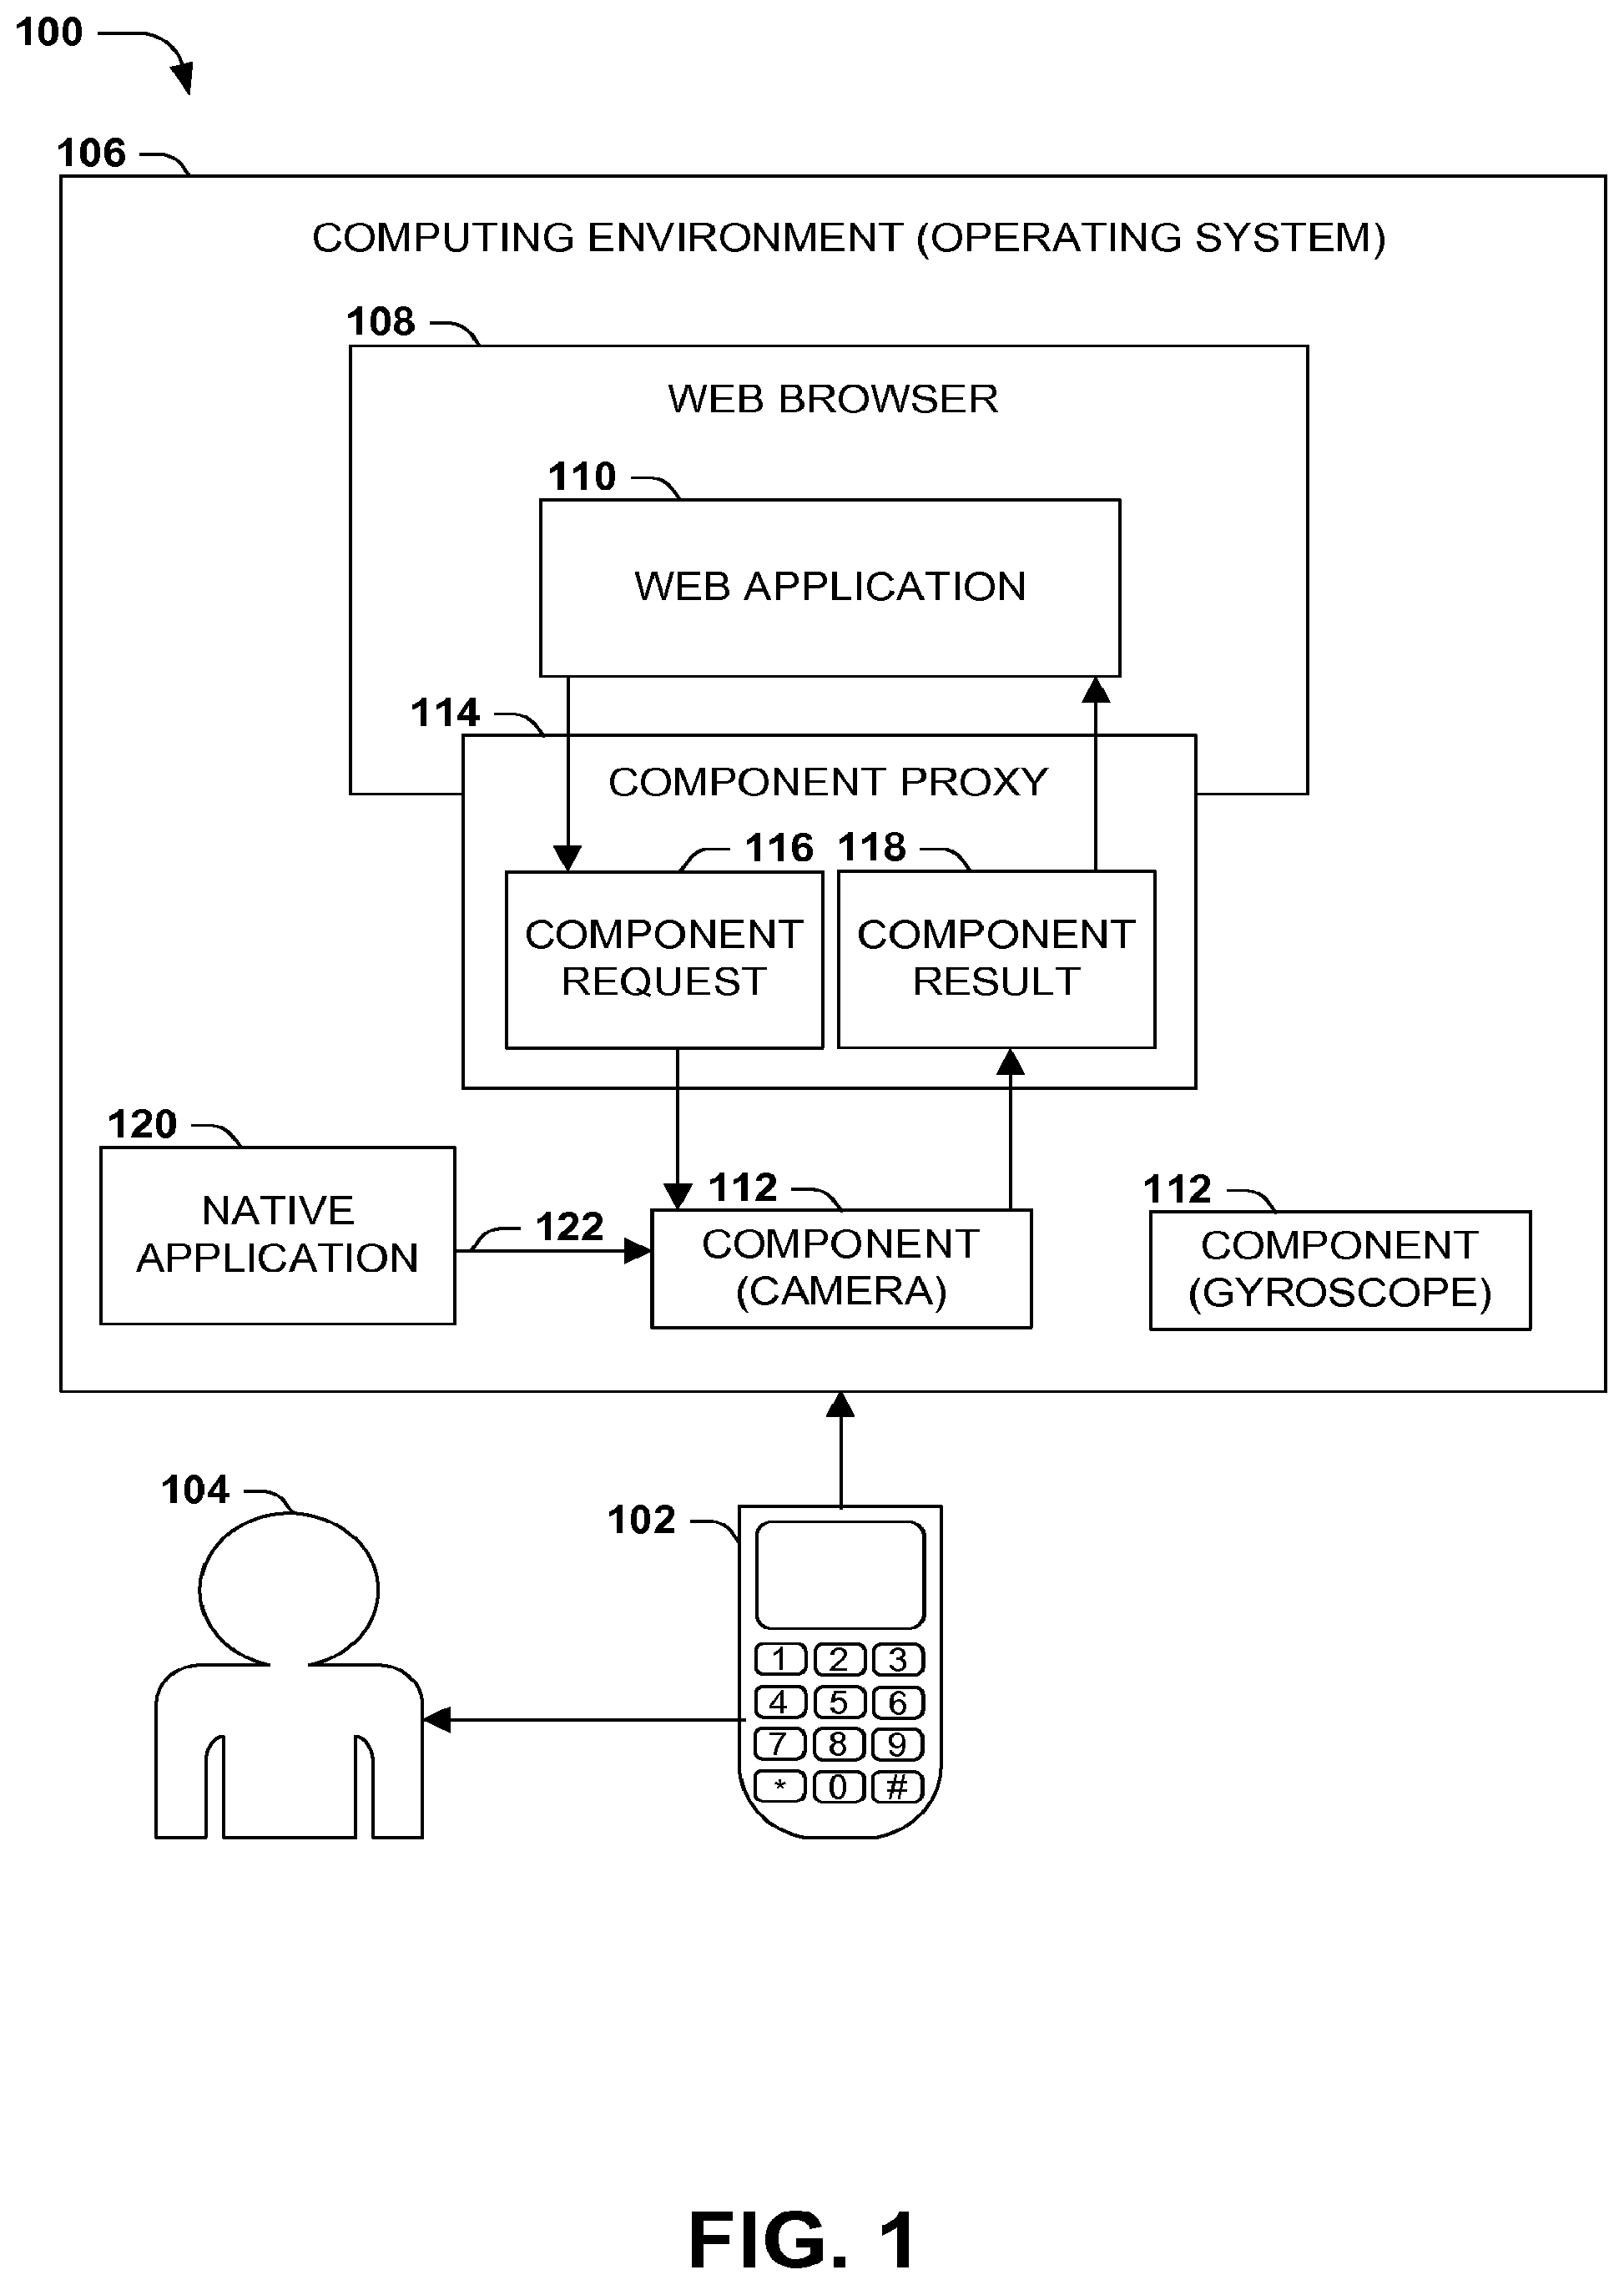 100
106
COMPUTING ENVIRONMENT (OPERATING SYSTEM)
108
WEB BROWSER
110
WEB APPLICATION
114
COMPONENT PROXY
116
118
COMPONENT
REQUEST
COMPONENT
RESULT
120
NATIVE
APPLICATION
122
112
COMPONENT
(CAMERA)
112
COMPONENT
(GYROSCOPE)
104
102
1 2 3
4 5 6
7 8 9
* 0 #
FIG. 1